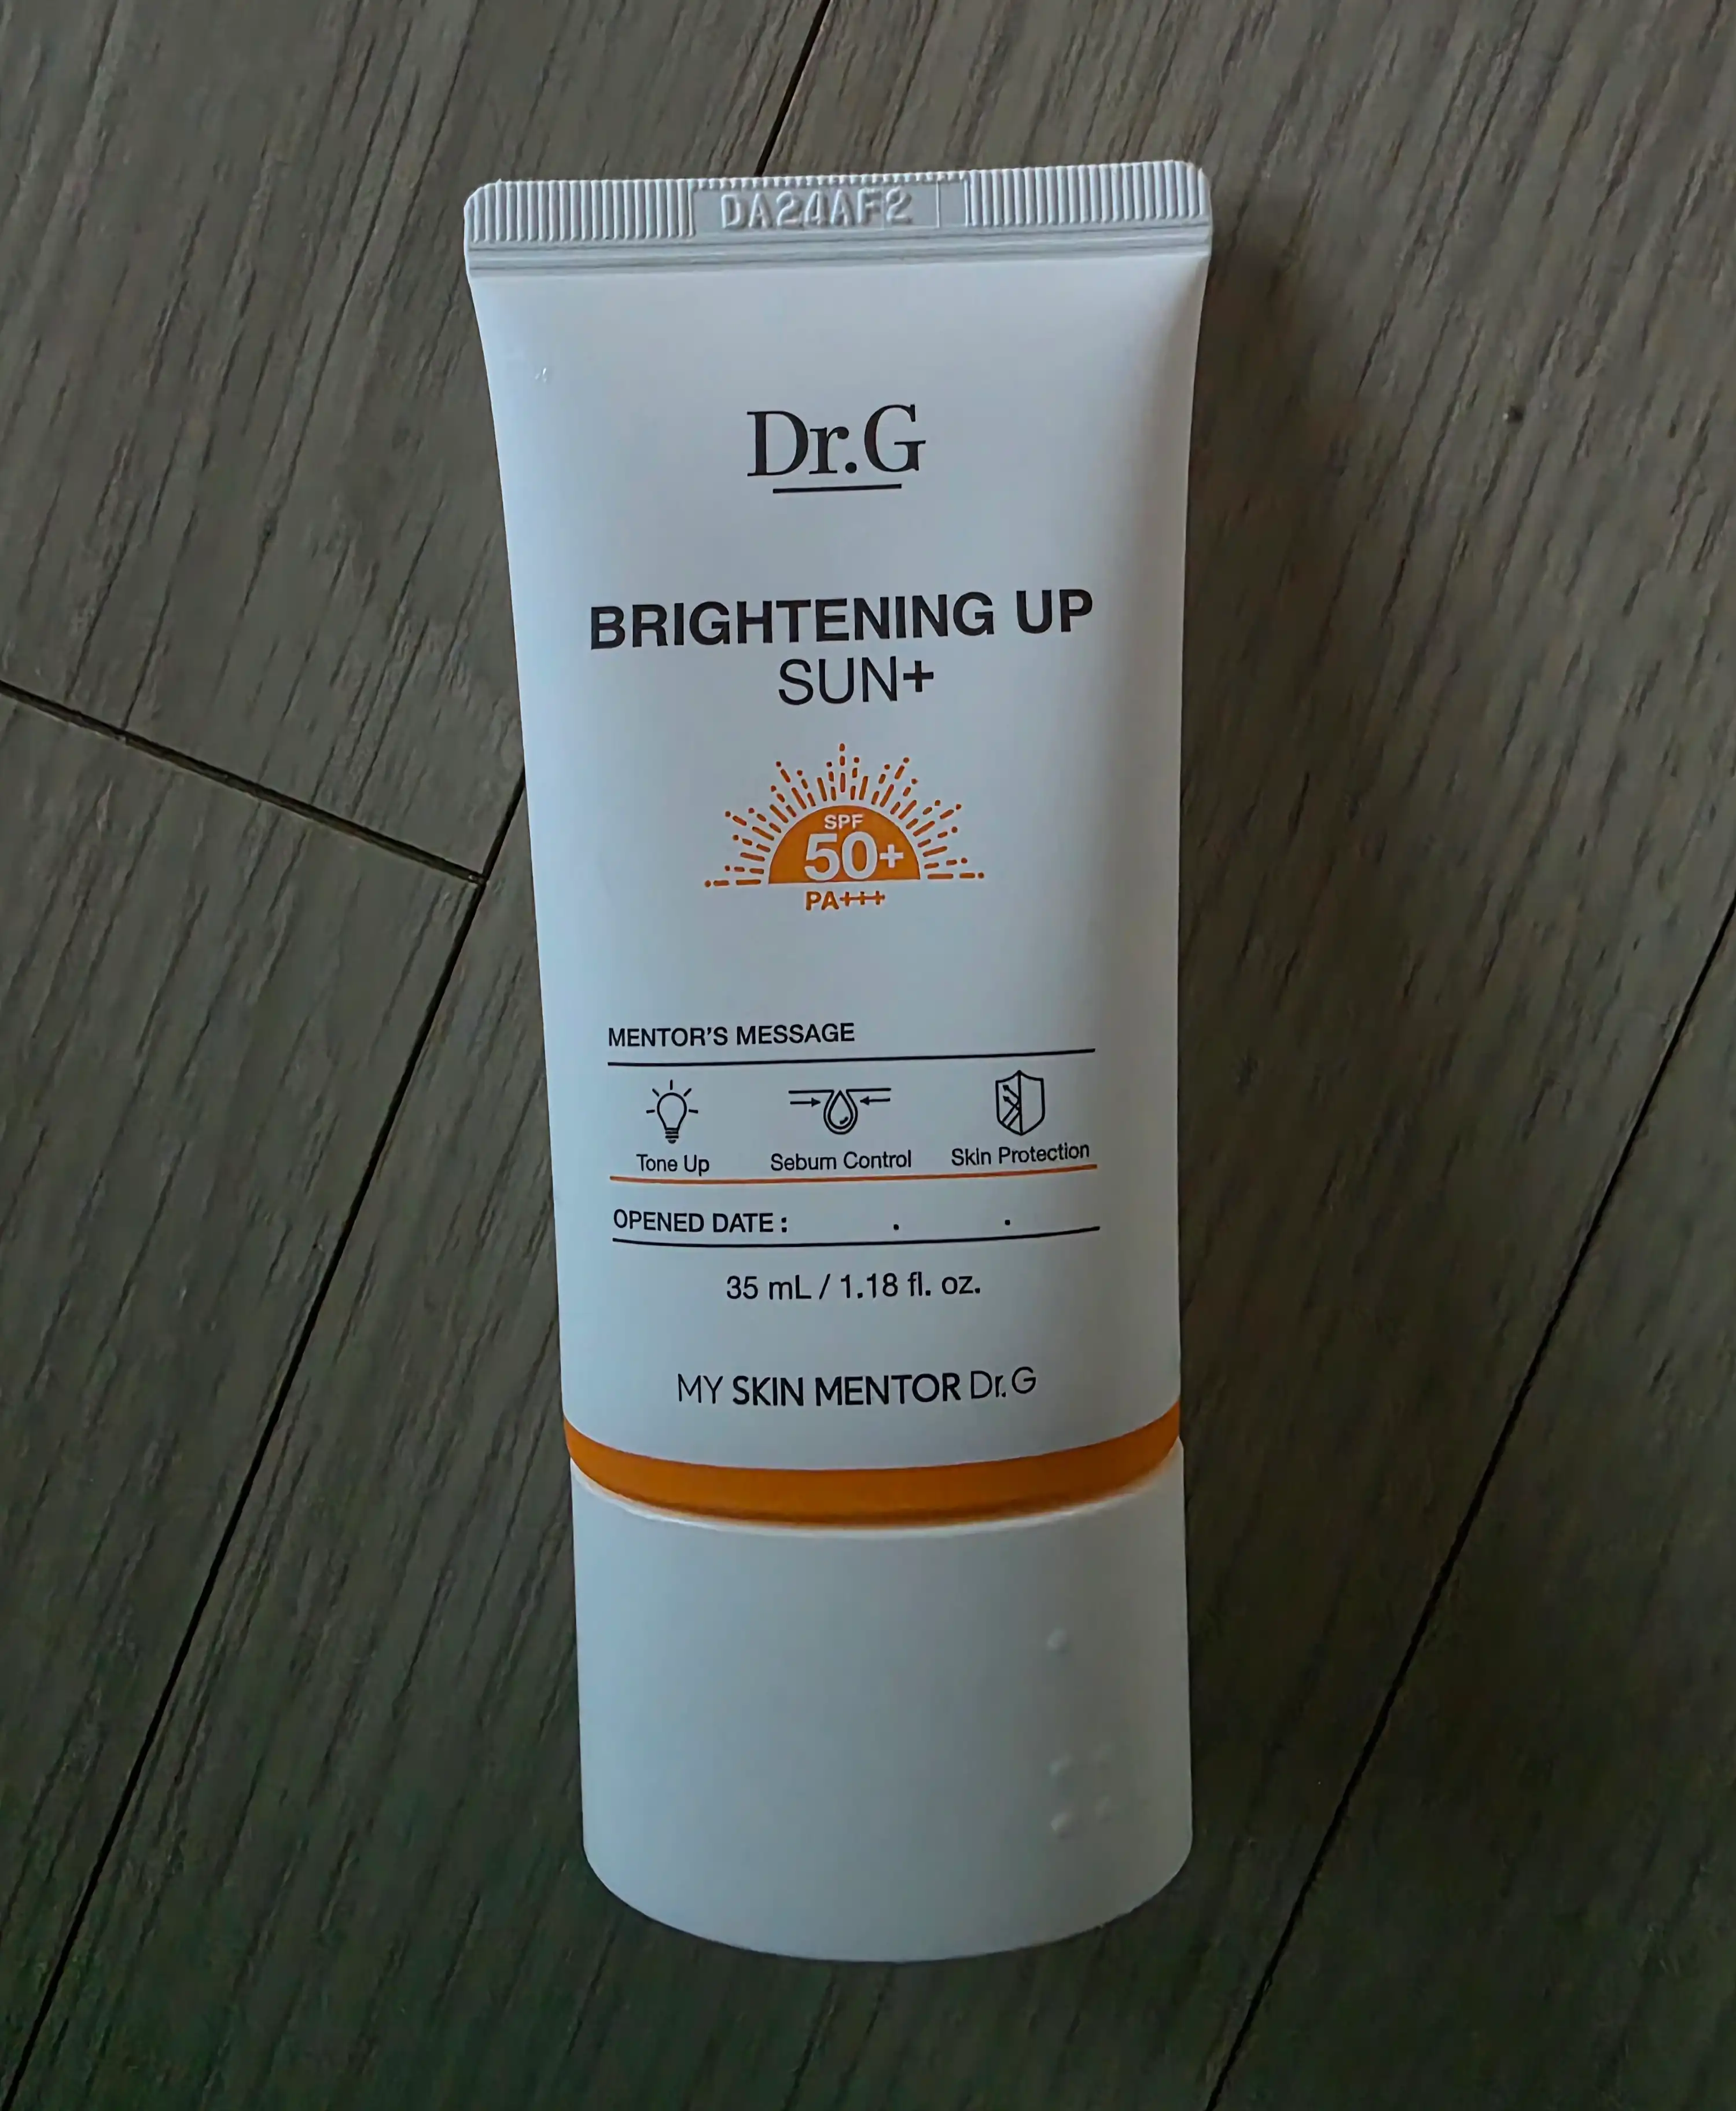 DA24AF2
Dr.G
BRIGHTENING UP
SUN+
SPF
50+
PA+++
MENTOR'S MESSAGE
Tone Up Sebum Control Skin Protection
OPENED DATE : . .
35 mL / 1.18 fl. oz.
MY SKIN MENTOR Dr.G